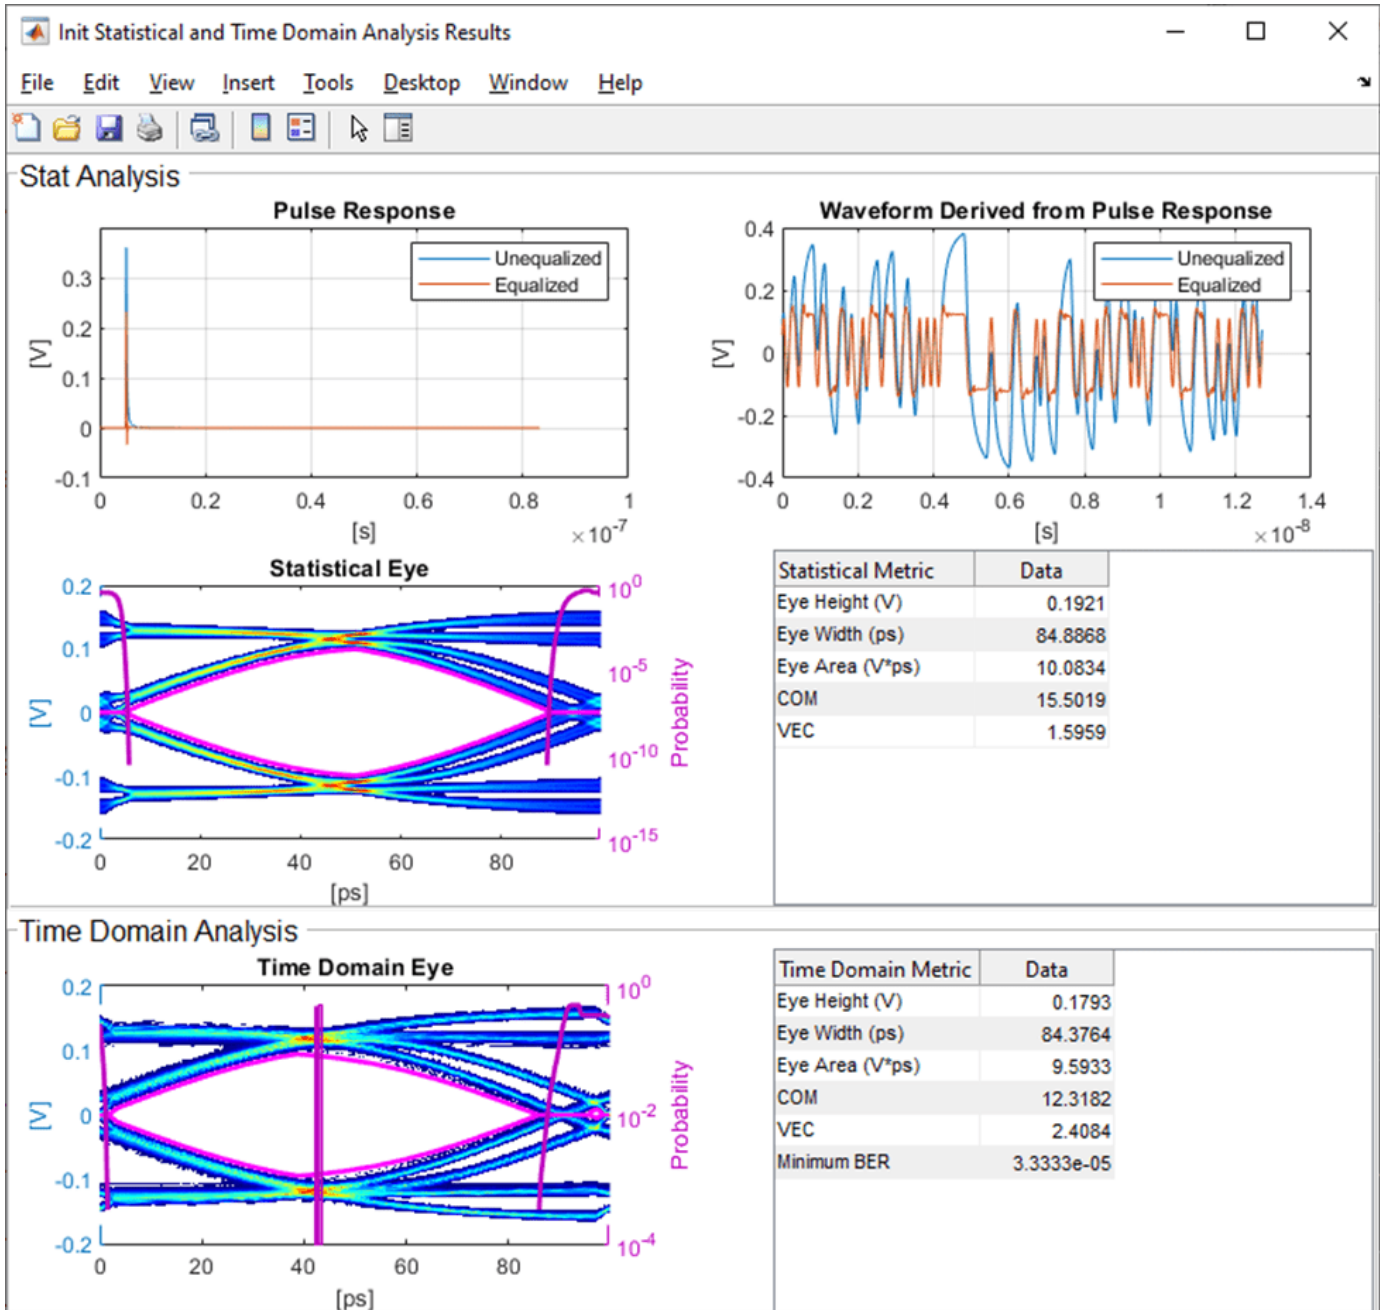 Init Statistical and Time Domain Analysis Results
File Edit View Insert Tools Desktop Window Help
Stat Analysis
Pulse Response
Unequalized
Equalized
0.3
0.2
0.1
0
-0.1
[V]
0 0.2 0.4 0.6 0.8 1
[s]
×10-7
Waveform Derived from Pulse Response
Unequalized
Equalized
0.4
0.2
0
-0.2
-0.4
[V]
0 0.2 0.4 0.6 0.8 1 1.2 1.4
[s]
×10-8
Statistical Eye
0.2
0.1
0
-0.1
-0.2
[V]
100
10-5
10-10
10-15
Probability
0 20 40 60 80
[ps]
Statistical Metric Data
Eye Height (V) 0.1921
Eye Width (ps) 84.8868
Eye Area (V*ps) 10.0834
COM 15.5019
VEC 1.5959
Time Domain Analysis
Time Domain Eye
0.2
0.1
0
-0.1
-0.2
[V]
100
10-2
10-4
Probability
0 20 40 60 80
[ps]
Time Domain Metric Data
Eye Height (V) 0.1793
Eye Width (ps) 84.3764
Eye Area (V*ps) 9.5933
COM 12.3182
VEC 2.4084
Minimum BER 3.3333e-05